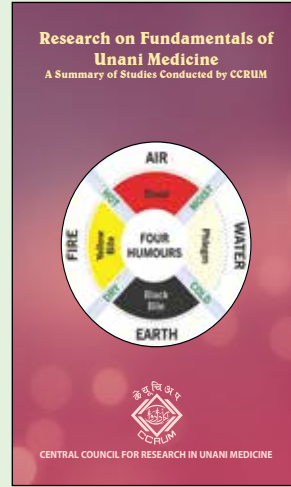 Research on Fundamentals of
Unani Medicine
A Summary of Studies Conducted by CCRUM
AIR
HOT
Blood
MOIST
FIRE
Yellow
Bile
FOUR
HUMOURS
Phlegm
WATER
DRY
Black
Bile
COLD
EARTH
के यू चि अ प
CCRUM
CENTRAL COUNCIL FOR RESEARCH IN UNANI MEDICINE